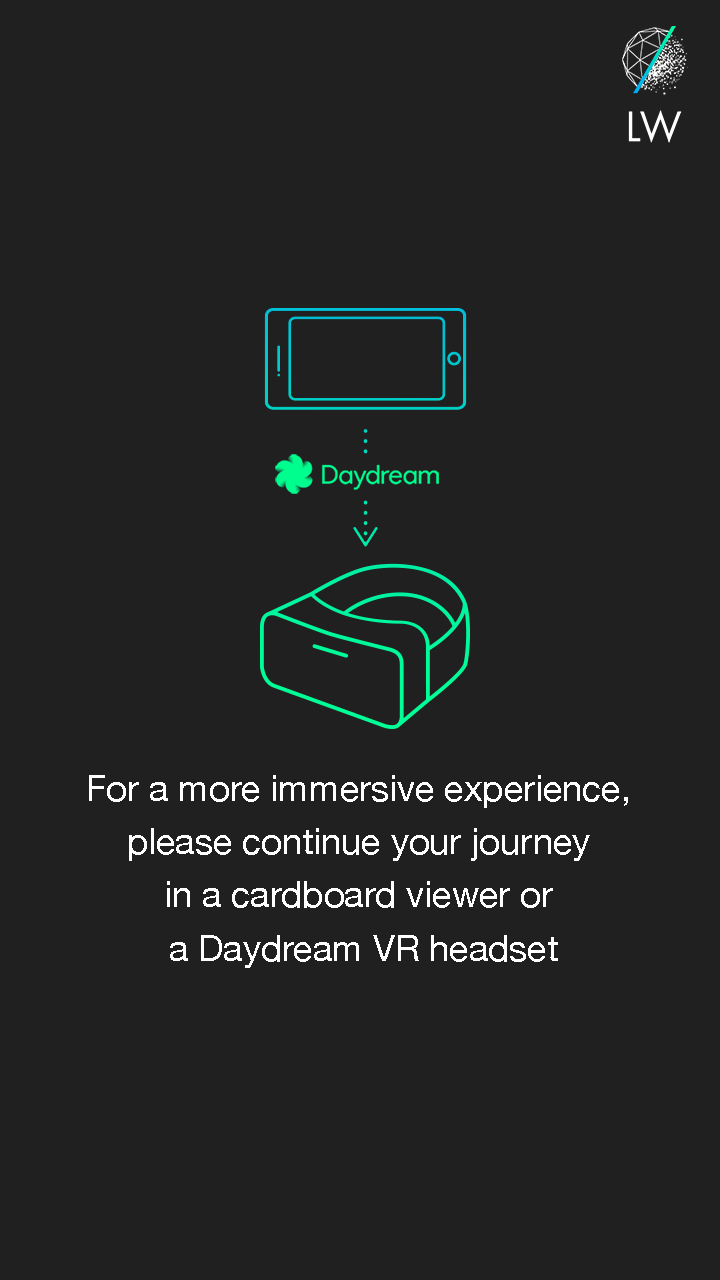 LW
Daydream
For a more immersive experience,
please continue your journey
in a cardboard viewer or
a Daydream VR headset